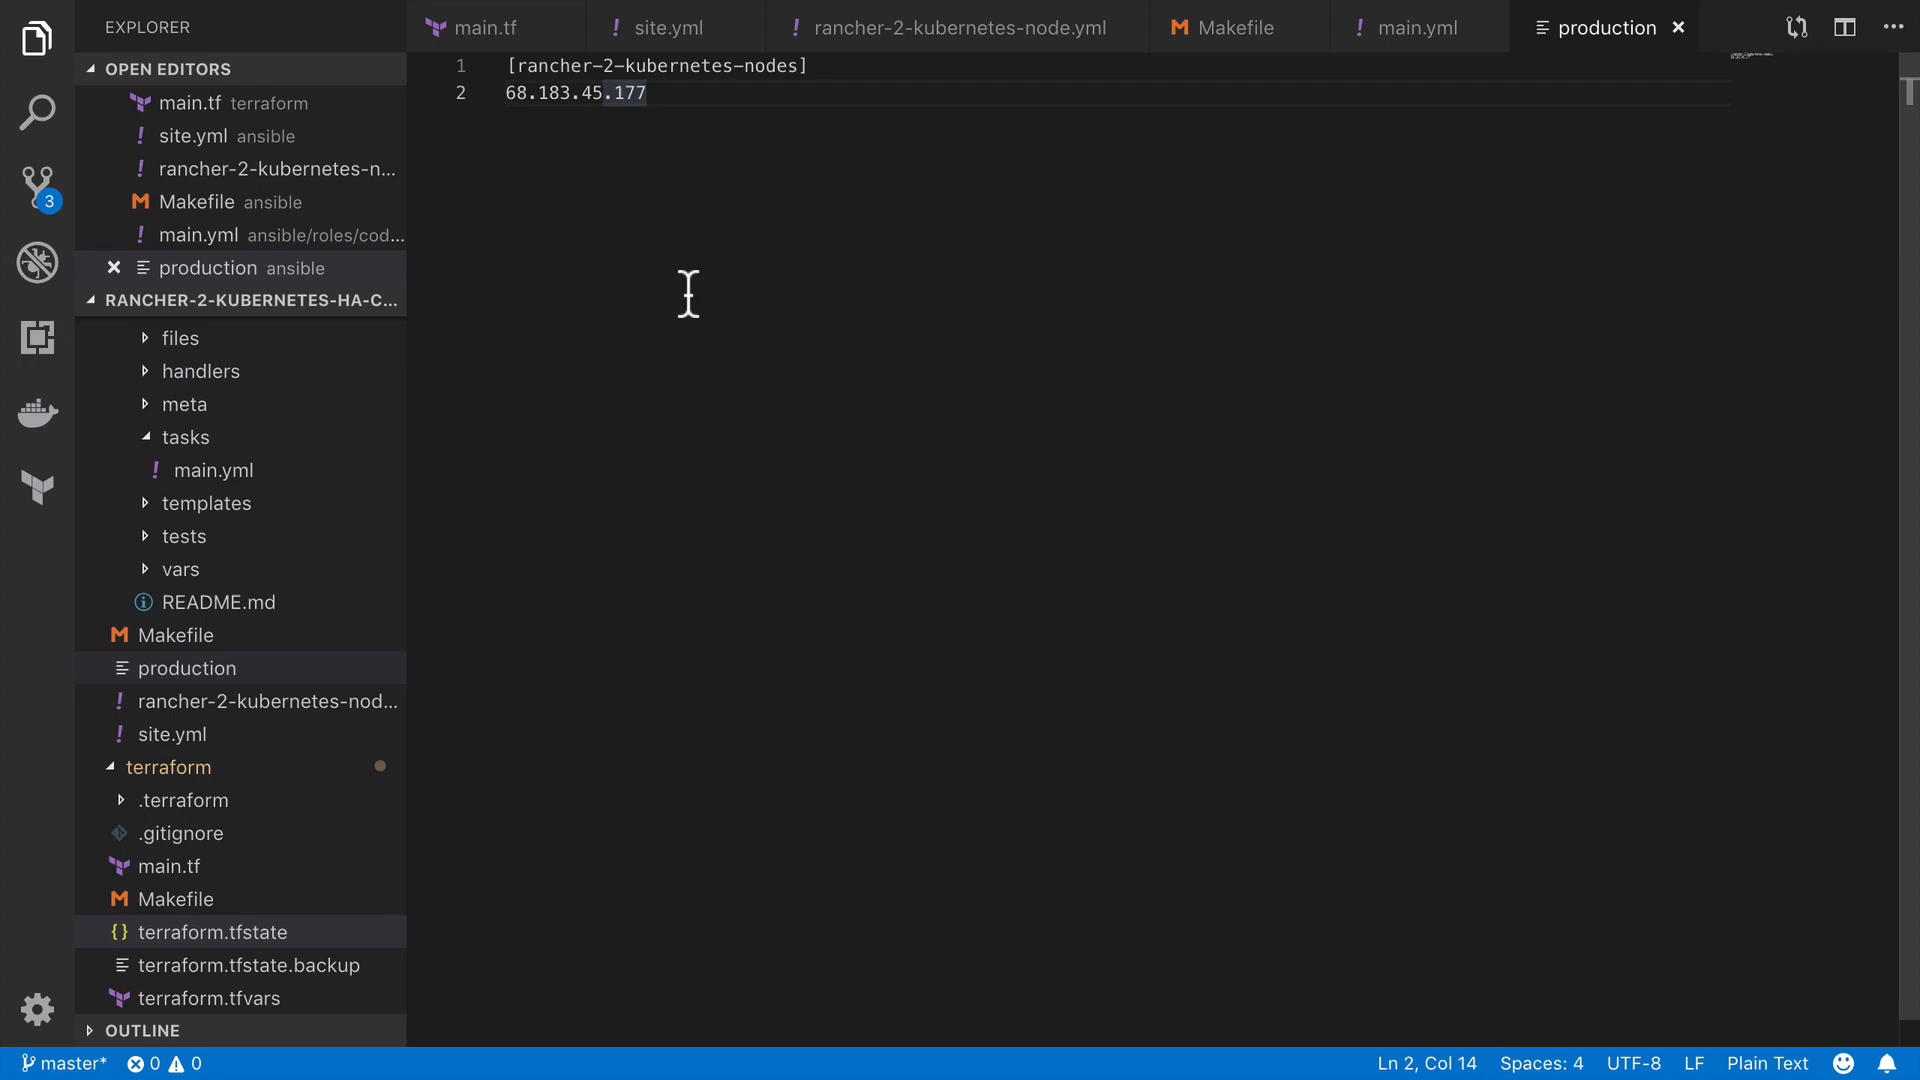 EXPLORER
main.tf
site.yml
rancher-2-kubernetes-node.yml
Makefile
main.yml
production
OPEN EDITORS
main.tf terraform
site.yml ansible
rancher-2-kubernetes-n...
Makefile ansible
main.yml ansible/roles/cod...
production ansible
RANCHER-2-KUBERNETES-HA-C...
files
handlers
meta
tasks
main.yml
templates
tests
vars
README.md
Makefile
production
rancher-2-kubernetes-nod...
site.yml
terraform
.terraform
.gitignore
main.tf
Makefile
terraform.tfstate
terraform.tfstate.backup
terraform.tfvars
OUTLINE
3
1 [rancher-2-kubernetes-nodes]
2 68.183.45.177
master* 0 0 Ln 2, Col 14 Spaces: 4 UTF-8 LF Plain Text